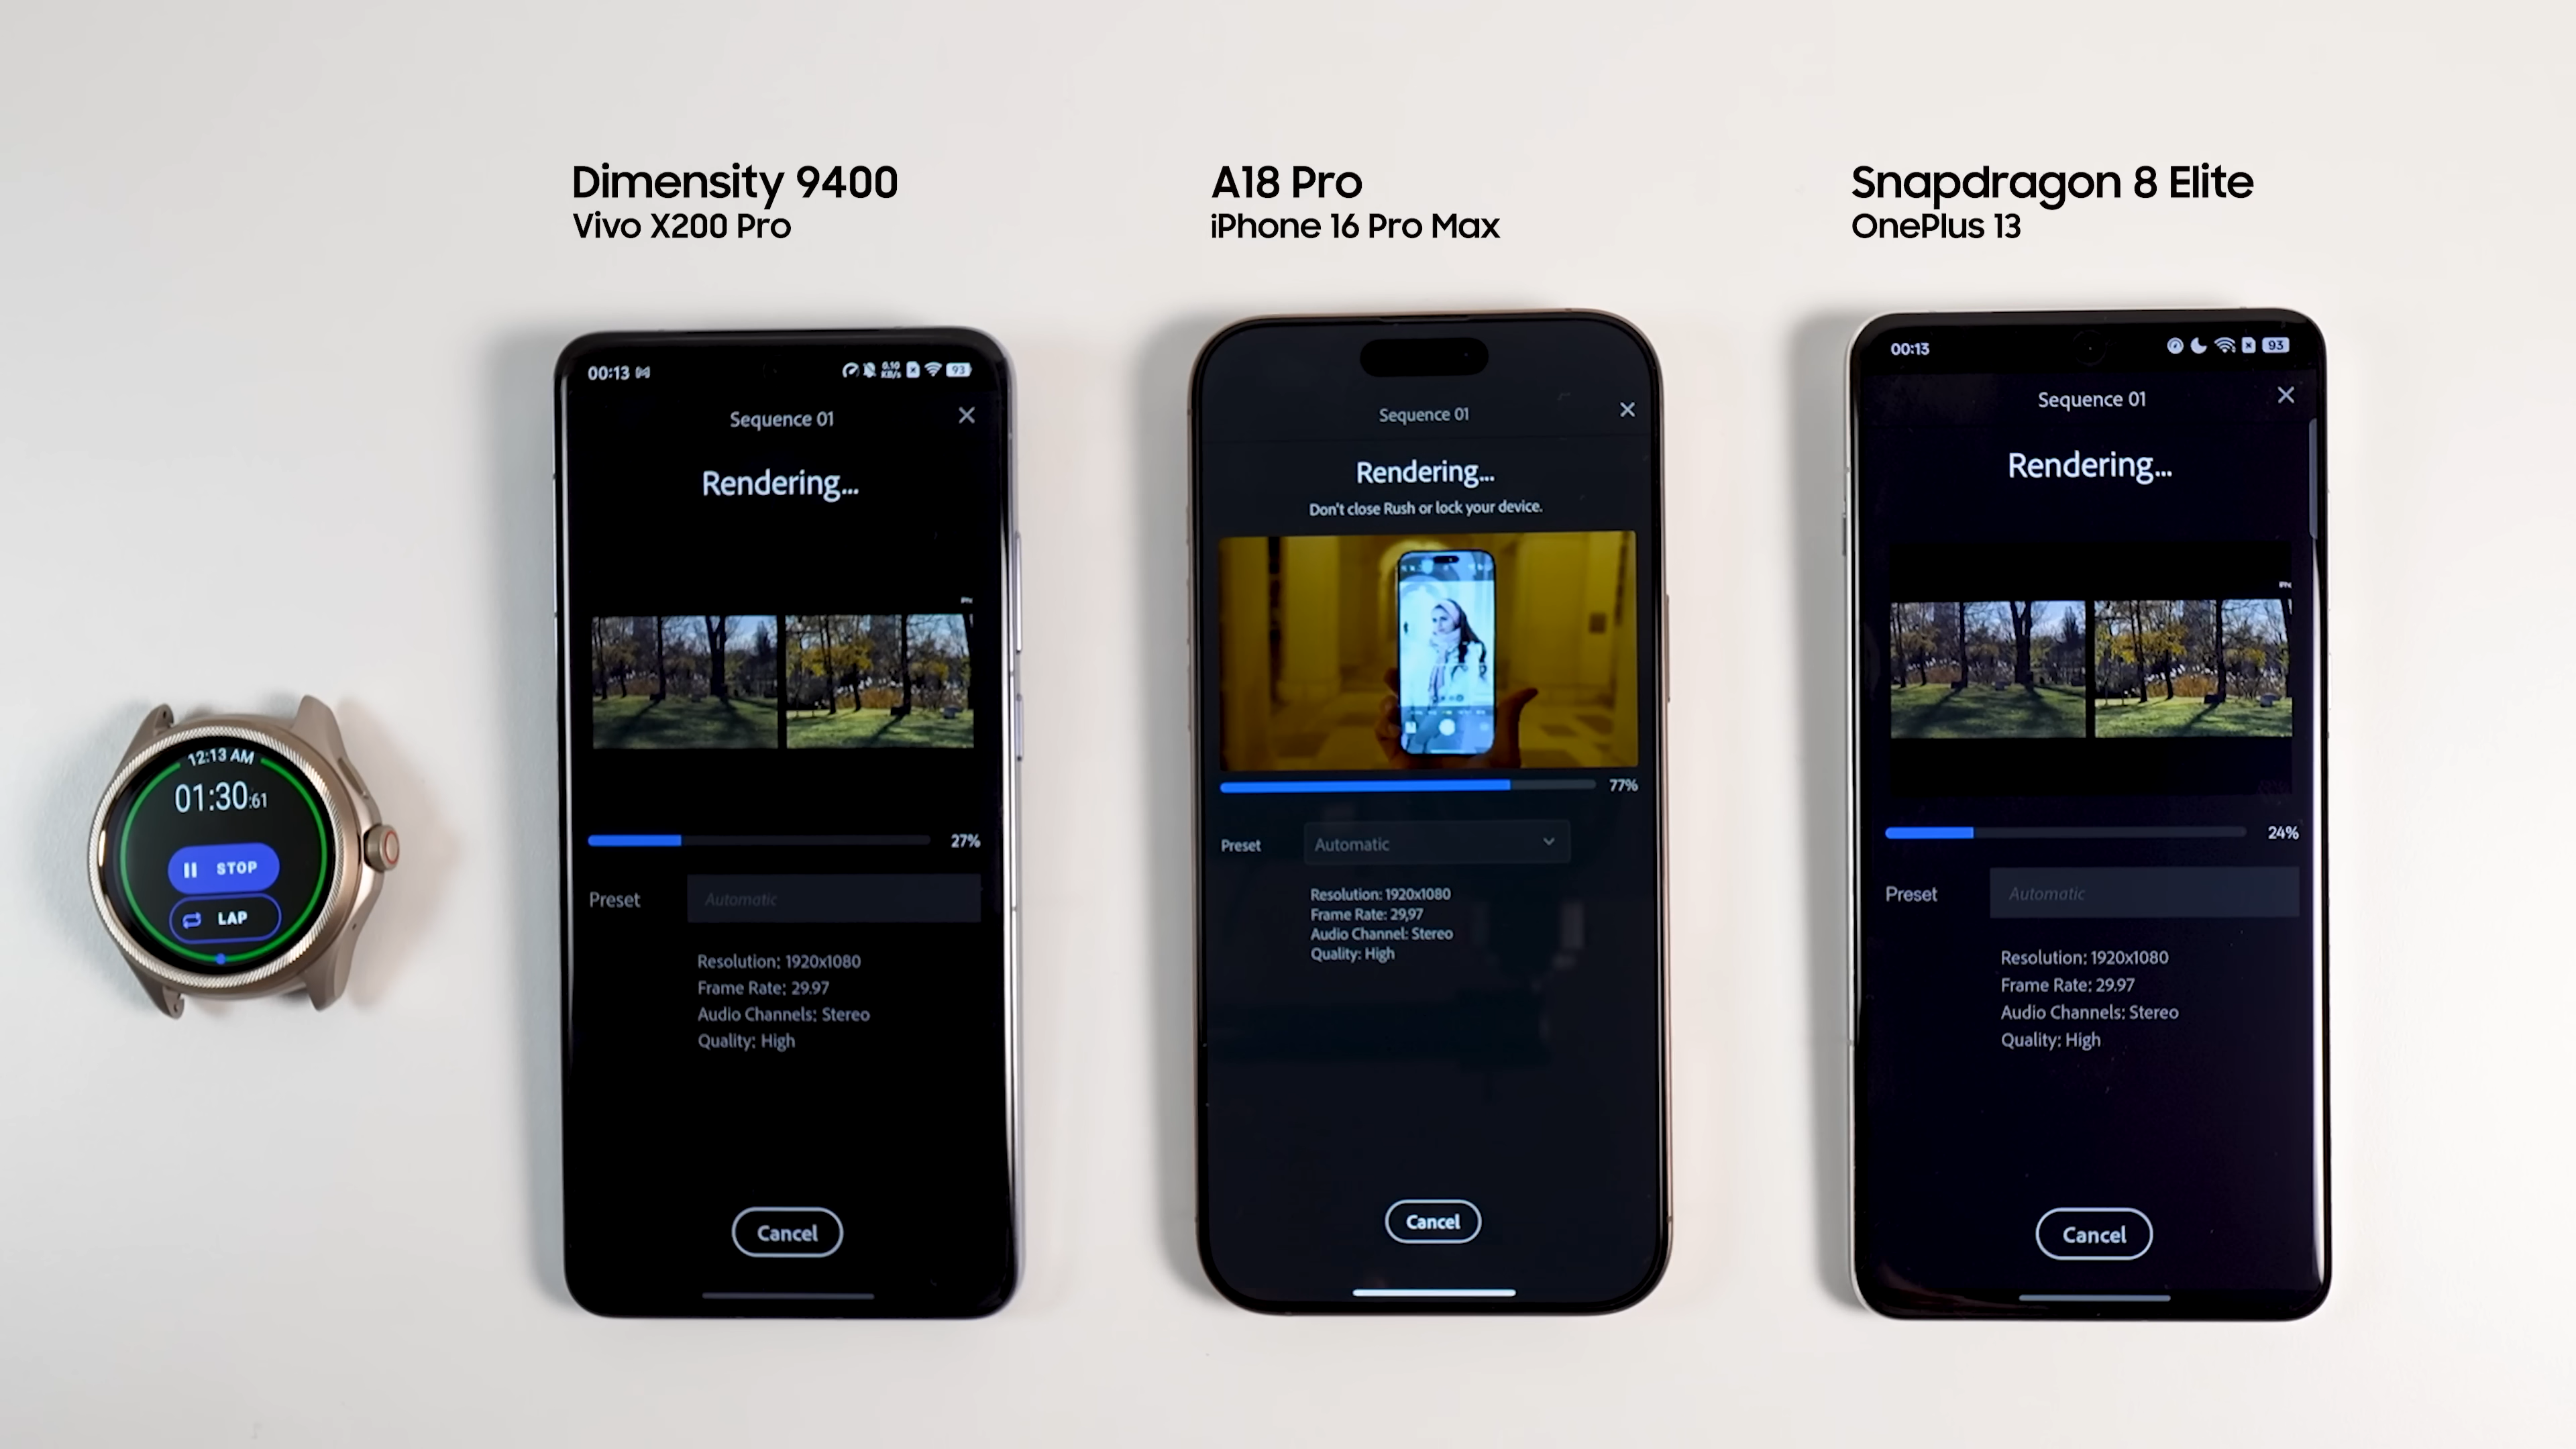 Dimensity 9400
Vivo X200 Pro
A18 Pro
iPhone 16 Pro Max
Snapdragon 8 Elite
OnePlus 13
12:13 AM
01:30:61
STOP
LAP
00:13
0.10
KB/s
93
Sequence 01
Rendering...
27%
Preset Automatic
Resolution: 1920x1080
Frame Rate: 29.97
Audio Channels: Stereo
Quality: High
Cancel
Sequence 01
Rendering...
Don't close Rush or lock your device.
77%
Preset Automatic
Resolution: 1920x1080
Frame Rate: 29,97
Audio Channel: Stereo
Quality: High
Cancel
00:13
93
Sequence 01
Rendering...
24%
Preset Automatic
Resolution: 1920x1080
Frame Rate: 29.97
Audio Channels: Stereo
Quality: High
Cancel